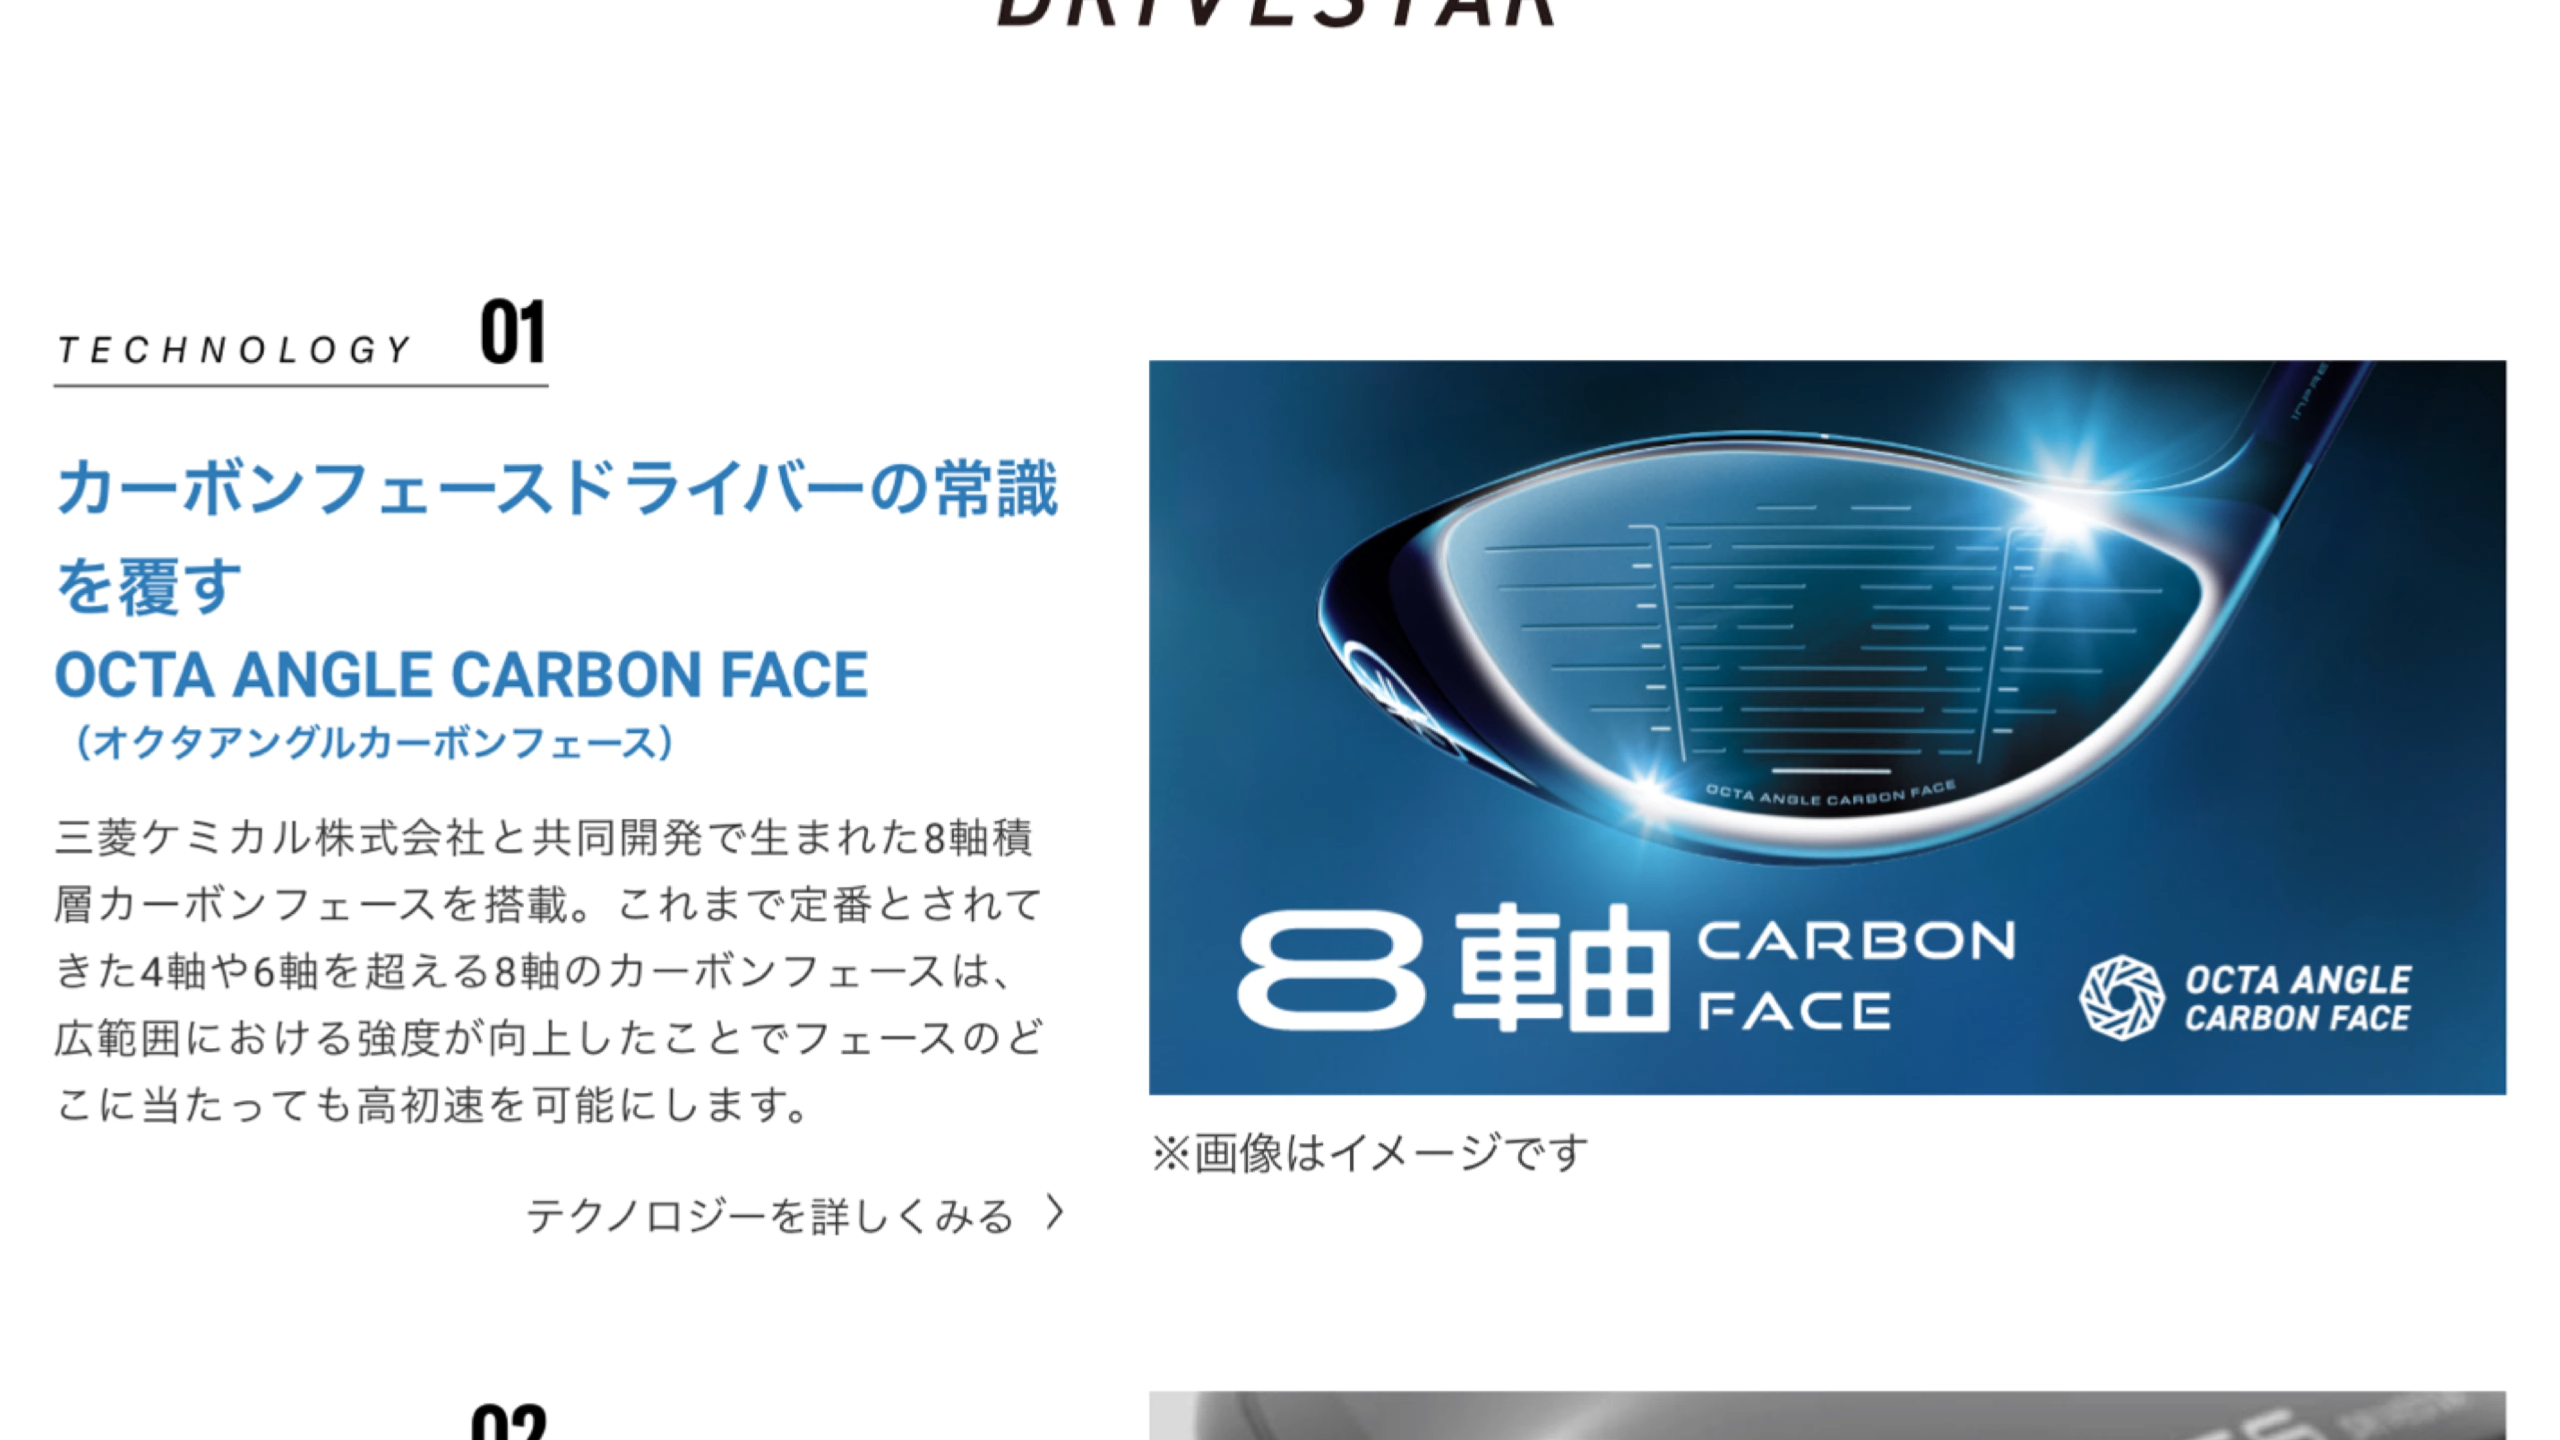 DRIVESTAR
TECHNOLOGY 01
カーボンフェースドライバーの常識
を覆す
OCTA ANGLE CARBON FACE
（オクタアングルカーボンフェース）
三菱ケミカル株式会社と共同開発で生まれた8軸積
層カーボンフェースを搭載。これまで定番とされて
きた4軸や6軸を超える8軸のカーボンフェースは、
広範囲における強度が向上したことでフェースのど
こに当たっても高初速を可能にします。
テクノロジーを詳しくみる
OCTA ANGLE CARBON FACE
8軸 CARBON
FACE
OCTA ANGLE
CARBON FACE
※画像はイメージです
02